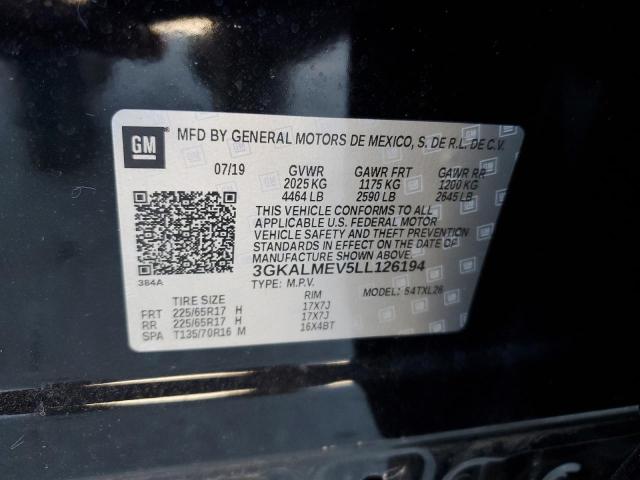 GM MFD BY GENERAL MOTORS DE MEXICO, S. DE R.L. DE C.V.
07/19 GVWR GAWR FRT GAWR RR
2025 KG 1175 KG 1200 KG
4464 LB 2590 LB 2645 LB
THIS VEHICLE CONFORMS TO ALL
APPLICABLE U.S. FEDERAL MOTOR
VEHICLE SAFETY AND THEFT PREVENTION
STANDARDS IN EFFECT ON THE DATE OF
MANUFACTURE SHOWN ABOVE.
3GKALMEV5LL126194
384A
TYPE: M.P.V. MODEL: 54TXL26
TIRE SIZE RIM
FRT 225/65R17 H 17X7J
RR 225/65R17 H 17X7J
SPA T135/70R16 M 16X4BT